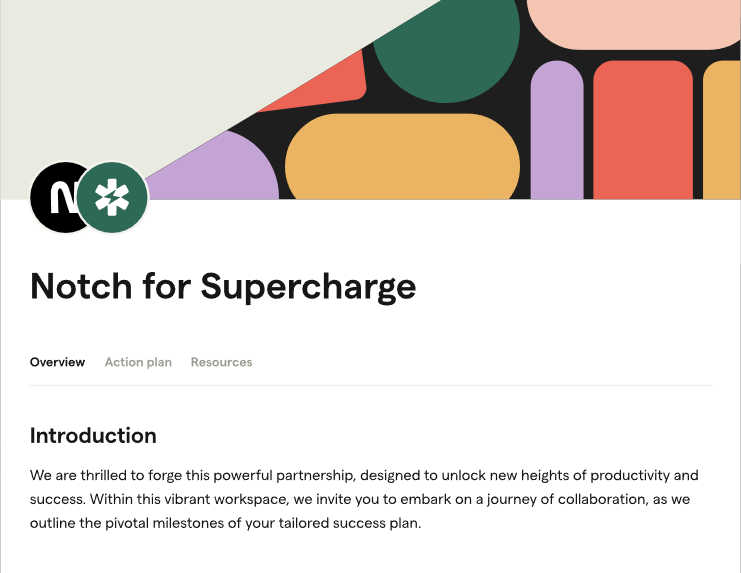 N
Notch for Supercharge
Overview Action plan Resources
Introduction
We are thrilled to forge this powerful partnership, designed to unlock new heights of productivity and
success. Within this vibrant workspace, we invite you to embark on a journey of collaboration, as we
outline the pivotal milestones of your tailored success plan.